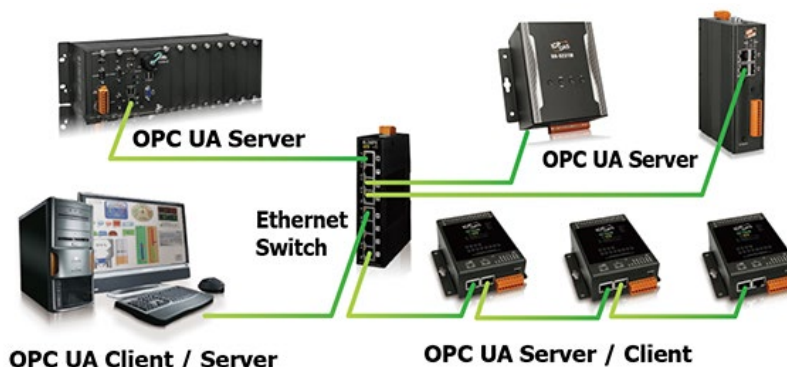 OPC UA Server
OPC UA Server
Ethernet
Switch
OPC UA Client / Server
OPC UA Server / Client